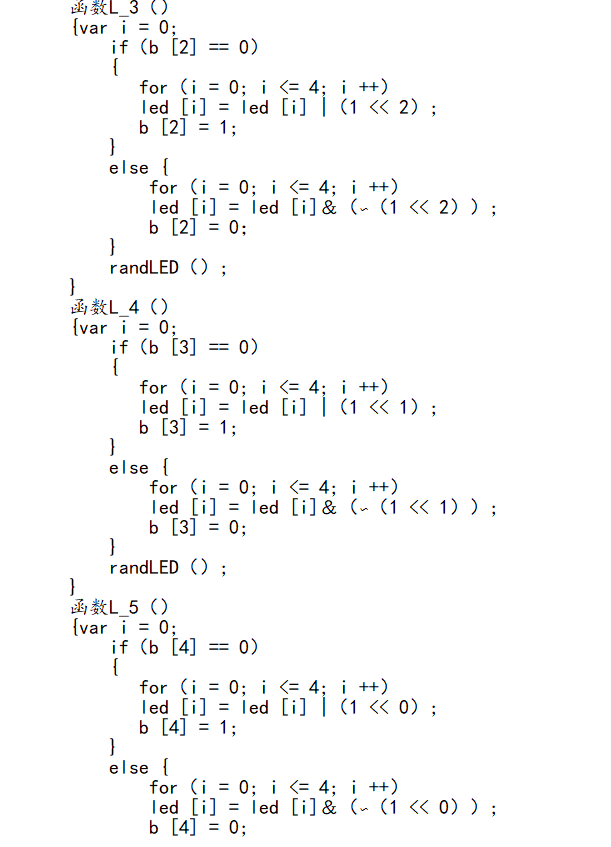 函数L_3 ()
{var i = 0;
if (b [2] == 0)
{
for (i = 0; i <= 4; i ++)
led [i] = led [i] | (1 << 2) ;
b [2] = 1;
}
else {
for (i = 0; i <= 4; i ++)
led [i] = led [i]& (~ (1 << 2) ) ;
b [2] = 0;
}
randLED () ;
}
函数L_4 ()
{var i = 0;
if (b [3] == 0)
{
for (i = 0; i <= 4; i ++)
led [i] = led [i] | (1 << 1) ;
b [3] = 1;
}
else {
for (i = 0; i <= 4; i ++)
led [i] = led [i]& (~ (1 << 1) ) ;
b [3] = 0;
}
randLED () ;
}
函数L_5 ()
{var i = 0;
if (b [4] == 0)
{
for (i = 0; i <= 4; i ++)
led [i] = led [i] | (1 << 0) ;
b [4] = 1;
}
else {
for (i = 0; i <= 4; i ++)
led [i] = led [i]& (~ (1 << 0) ) ;
b [4] = 0;